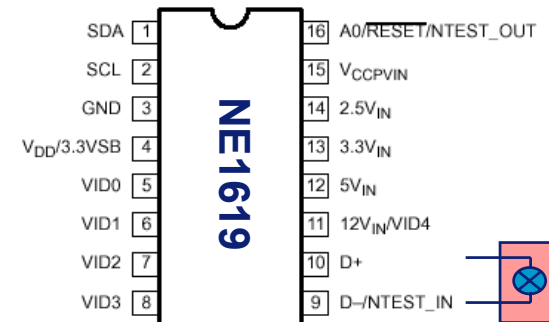 SDA 1
SCL 2
GND 3
VDD/3.3VSB 4
VID0 5
VID1 6
VID2 7
VID3 8
NE1619
16 A0/RESET/NTEST_OUT
15 VCCPVIN
14 2.5VIN
13 3.3VIN
12 5VIN
11 12VIN/VID4
10 D+
9 D–/NTEST_IN